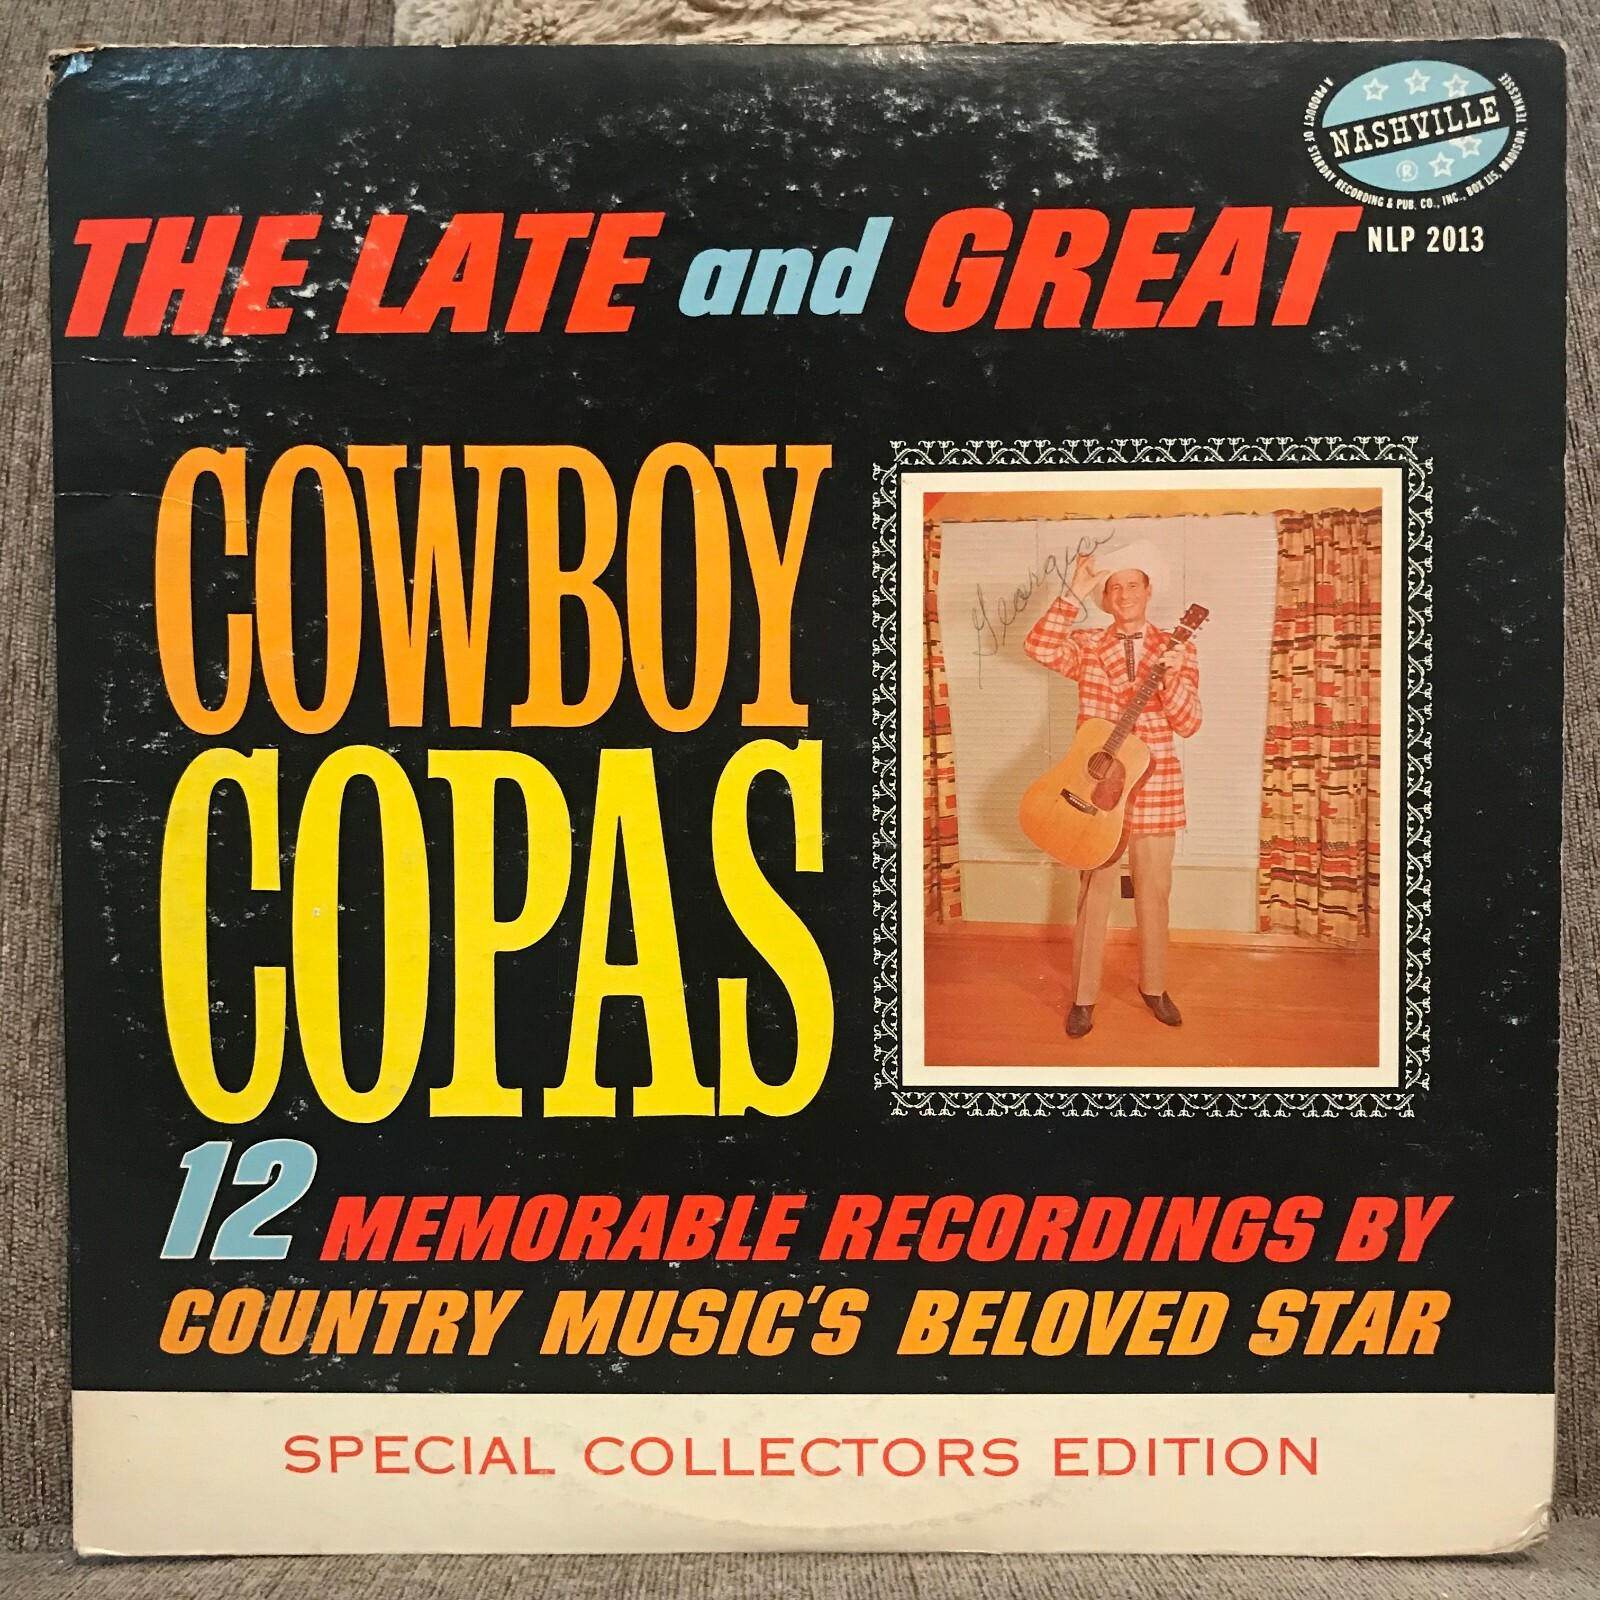 NASHVILLE
®
A PRODUCT OF STARDAY RECORDING & PUB. CO., INC., BOX 115, MADISON, TENNESSEE
NLP 2013
THE LATE and GREAT
COWBOY
COPAS
Georgia
12 MEMORABLE RECORDINGS BY
COUNTRY MUSIC'S BELOVED STAR
SPECIAL COLLECTORS EDITION